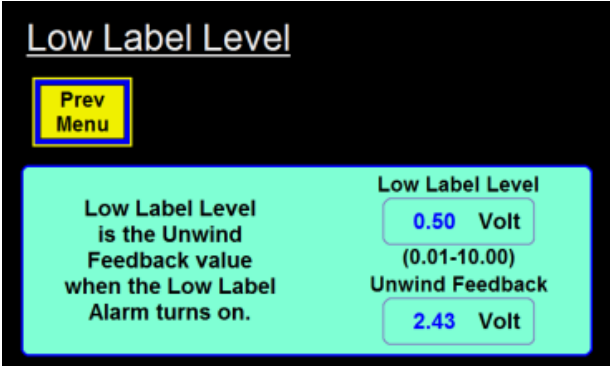 Low Label Level
Prev
Menu
Low Label Level
is the Unwind
Feedback value
when the Low Label
Alarm turns on.
Low Label Level
0.50 Volt
(0.01-10.00)
Unwind Feedback
2.43 Volt